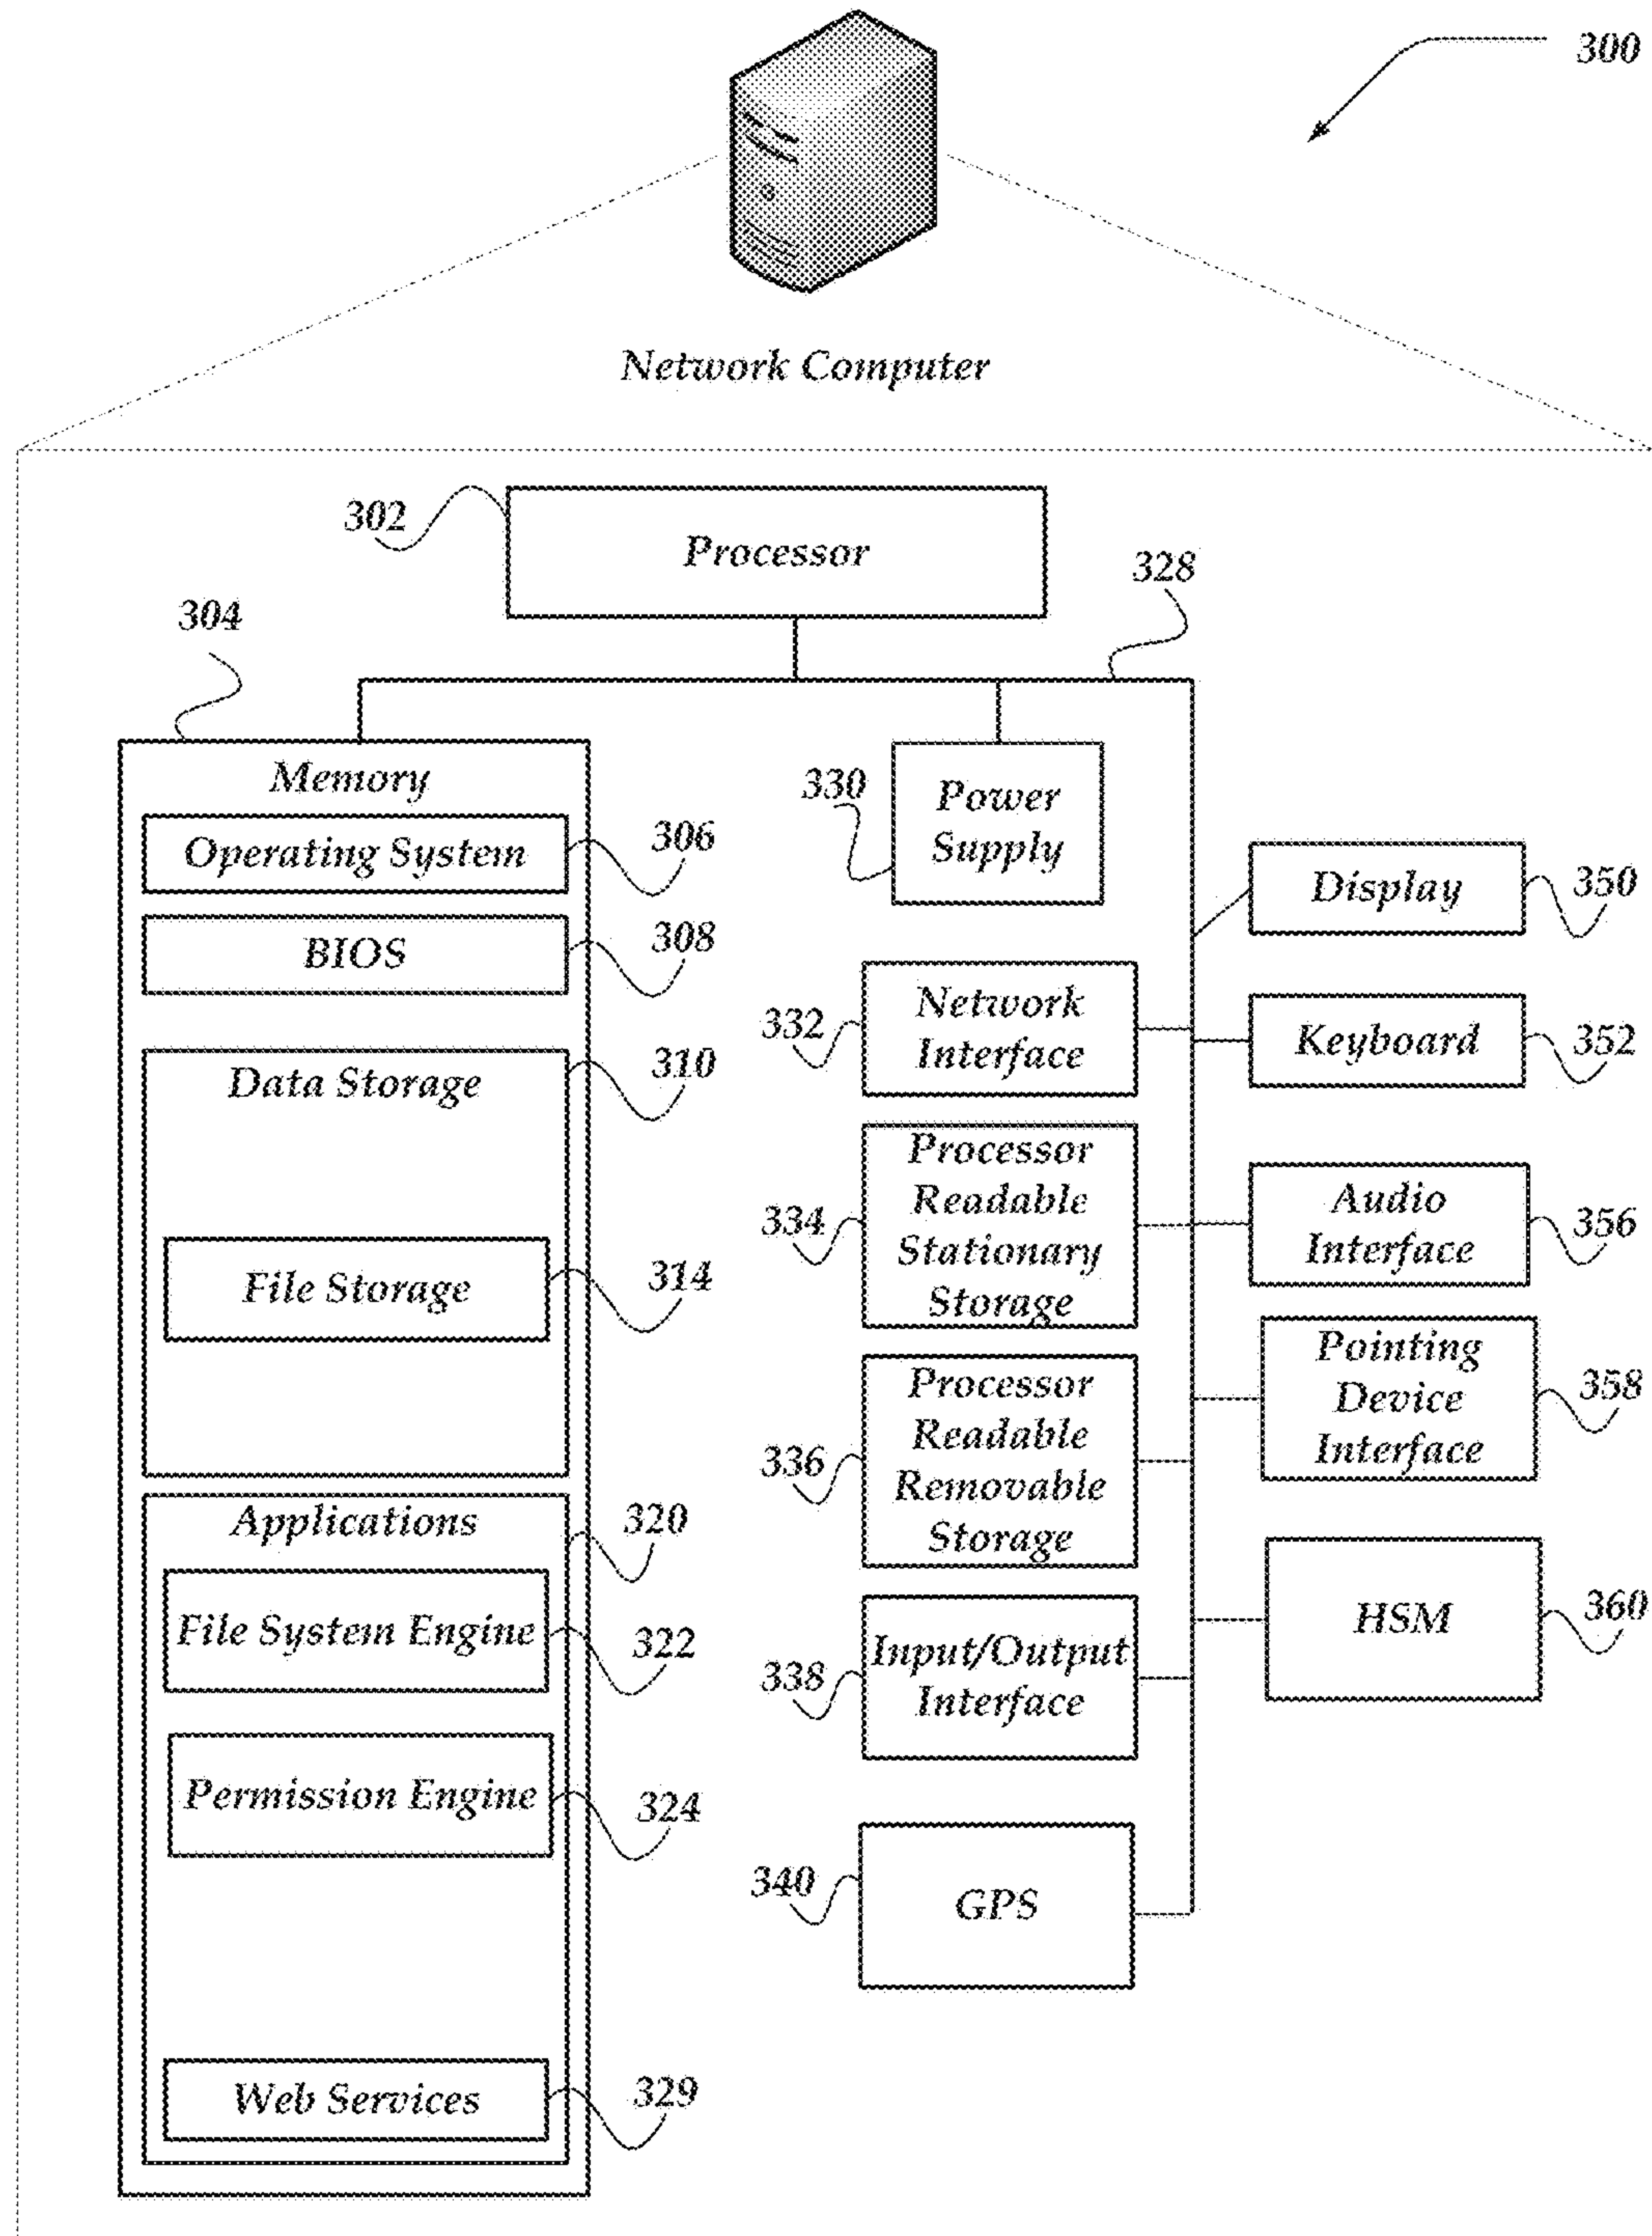 300
Network Computer
302
Processor
328
304
Memory
Operating System
306
BIOS
308
Data Storage
310
File Storage
314
Applications
320
File System Engine
322
Permission Engine
324
Web Services
329
330
Power
Supply
332
Network
Interface
334
Processor
Readable
Stationary
Storage
336
Processor
Readable
Removable
Storage
338
Input/Output
Interface
340
GPS
Display
350
Keyboard
352
Audio
Interface
356
Pointing
Device
Interface
358
HSM
360